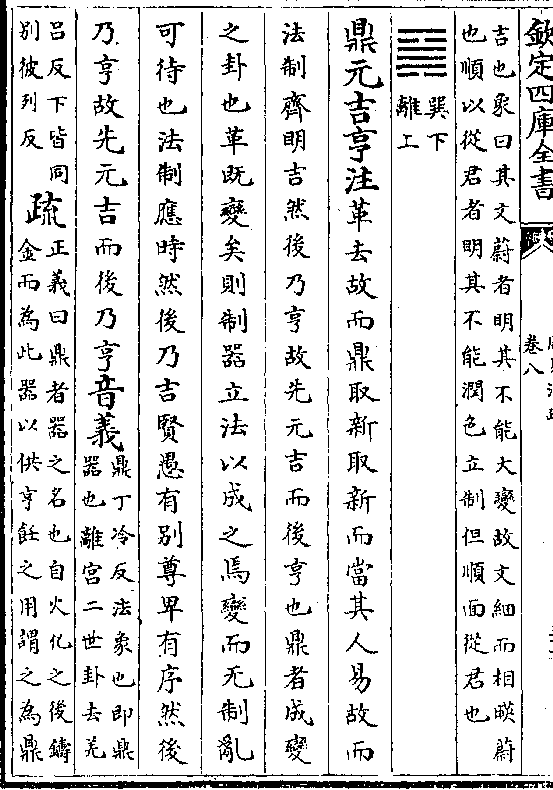 欽定四庫全書
卷八
吉也象曰其文蔚者明其不能大變故文細而相暎蔚
也順以從君者明其不能潤色立制但順面從君也
巽下
離上
鼎元吉亨注革去故而鼎取新取新而當其人易故而
法制齊明吉然後乃亨故先元吉而後亨也鼎者成變
之卦也革既變矣則制器立法以成之焉變而无制亂
可待也法制應時然後乃吉賢愚有别尊卑有序然後
乃亨故先元吉而後乃亨音義
鼎丁冷反法象也即鼎
器也離宫二世卦去羌
吕反下皆同
别彼列反
疏
正義曰鼎者器之名也自火化之後鑄
金而為此器以供亨飪之用謂之為鼎